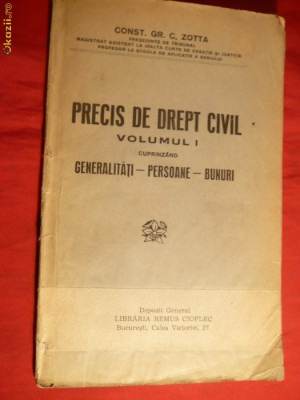 Okazii.ro
CONST. GR. C. ZOTTA
PREȘEDINTE DE TRIBUNAL
MAGISTRAT ASISTENT LA INALTA CURTE DE CASAȚIE ȘI JUSTIȚIE
PROFESOR LA ȘCOALA DE APLICAȚIE A GENIULUI
PRECIS DE DREPT CIVIL
VOLUMUL I
CUPRINZÂND
GENERALITĂȚI — PERSOANE — BUNURI
Depozit General
LIBRĂRIA REMUS CIOFLEC
București, Calea Victoriei, 27